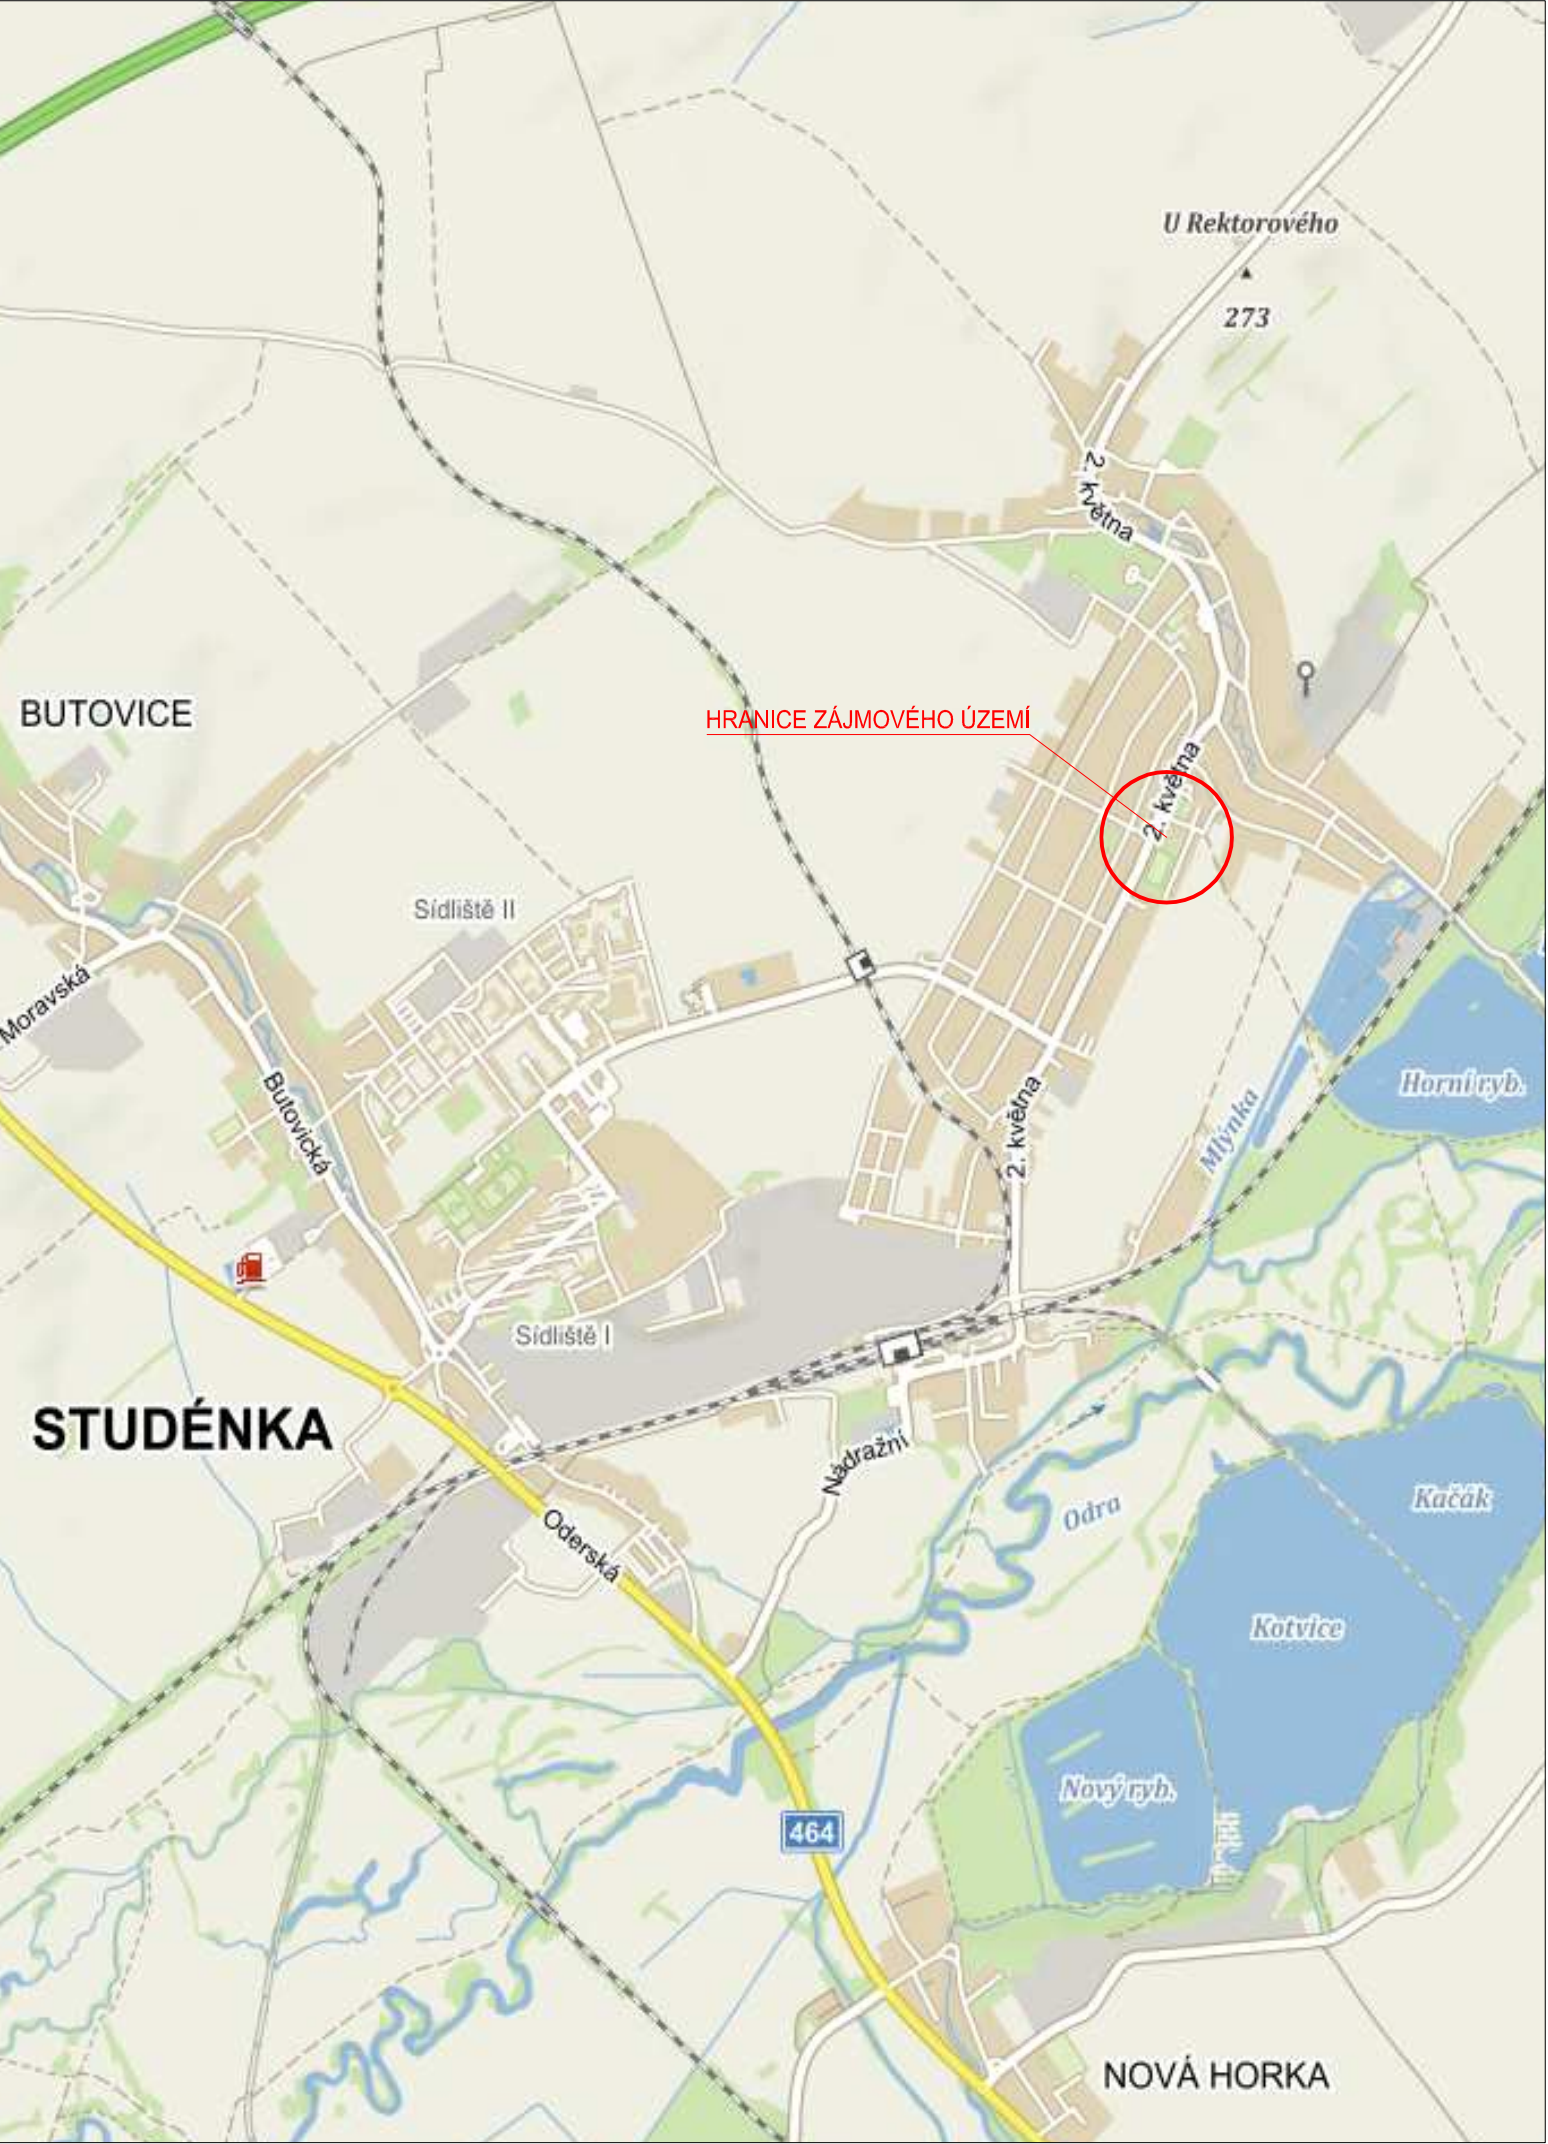 U Rektorového
273
2. května
BUTOVICE
HRANICE ZÁJMOVÉHO ÚZEMÍ
2. května
Sídliště II
Moravská
Butovická
2. května
Mlýnka
Horní ryb.
Sídliště I
STUDÉNKA
Nádražní
Odra
Kačák
Oderská
Kotvice
Nový ryb.
464
NOVÁ HORKA